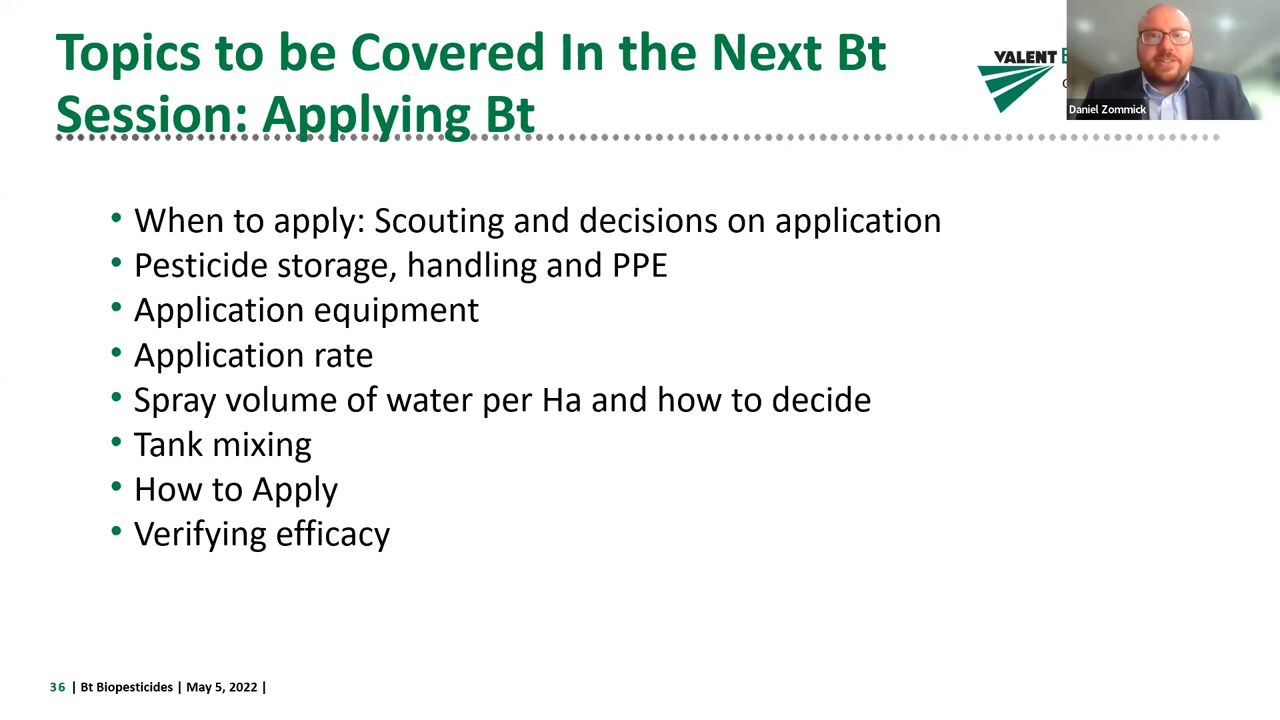 Topics to be Covered In the Next Bt
Session: Applying Bt
VALENT
Daniel Zommick
• When to apply: Scouting and decisions on application
• Pesticide storage, handling and PPE
• Application equipment
• Application rate
• Spray volume of water per Ha and how to decide
• Tank mixing
• How to Apply
• Verifying efficacy
36 | Bt Biopesticides | May 5, 2022 |